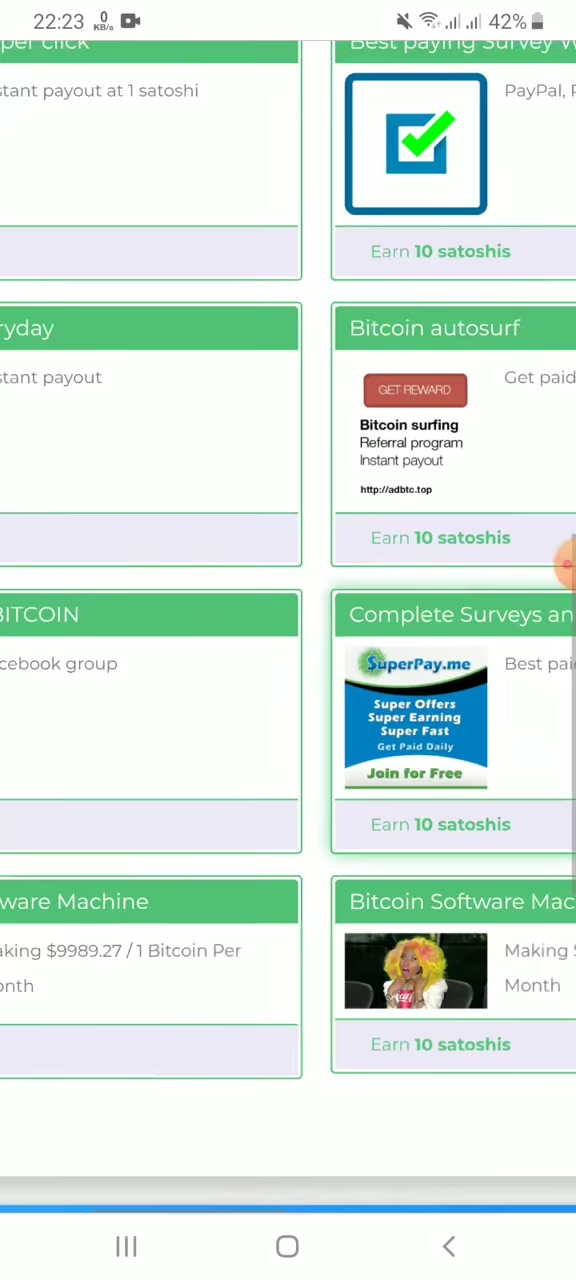 22:23 0 KB/s 42%
per click
Best paying Survey W
stant payout at 1 satoshi
PayPal, P
Earn 10 satoshis
ryday
Bitcoin autosurf
stant payout
GET REWARD
Get paid
Bitcoin surfing
Referral program
Instant payout
http://adbtc.top
Earn 10 satoshis
BITCOIN
Complete Surveys an
cebook group
$uperPay.me
Best pai
Super Offers
Super Earning
Super Fast
Get Paid Daily
Join for Free
Earn 10 satoshis
ware Machine
Bitcoin Software Mac
aking $9989.27 / 1 Bitcoin Per
onth
Making $
Month
Earn 10 satoshis